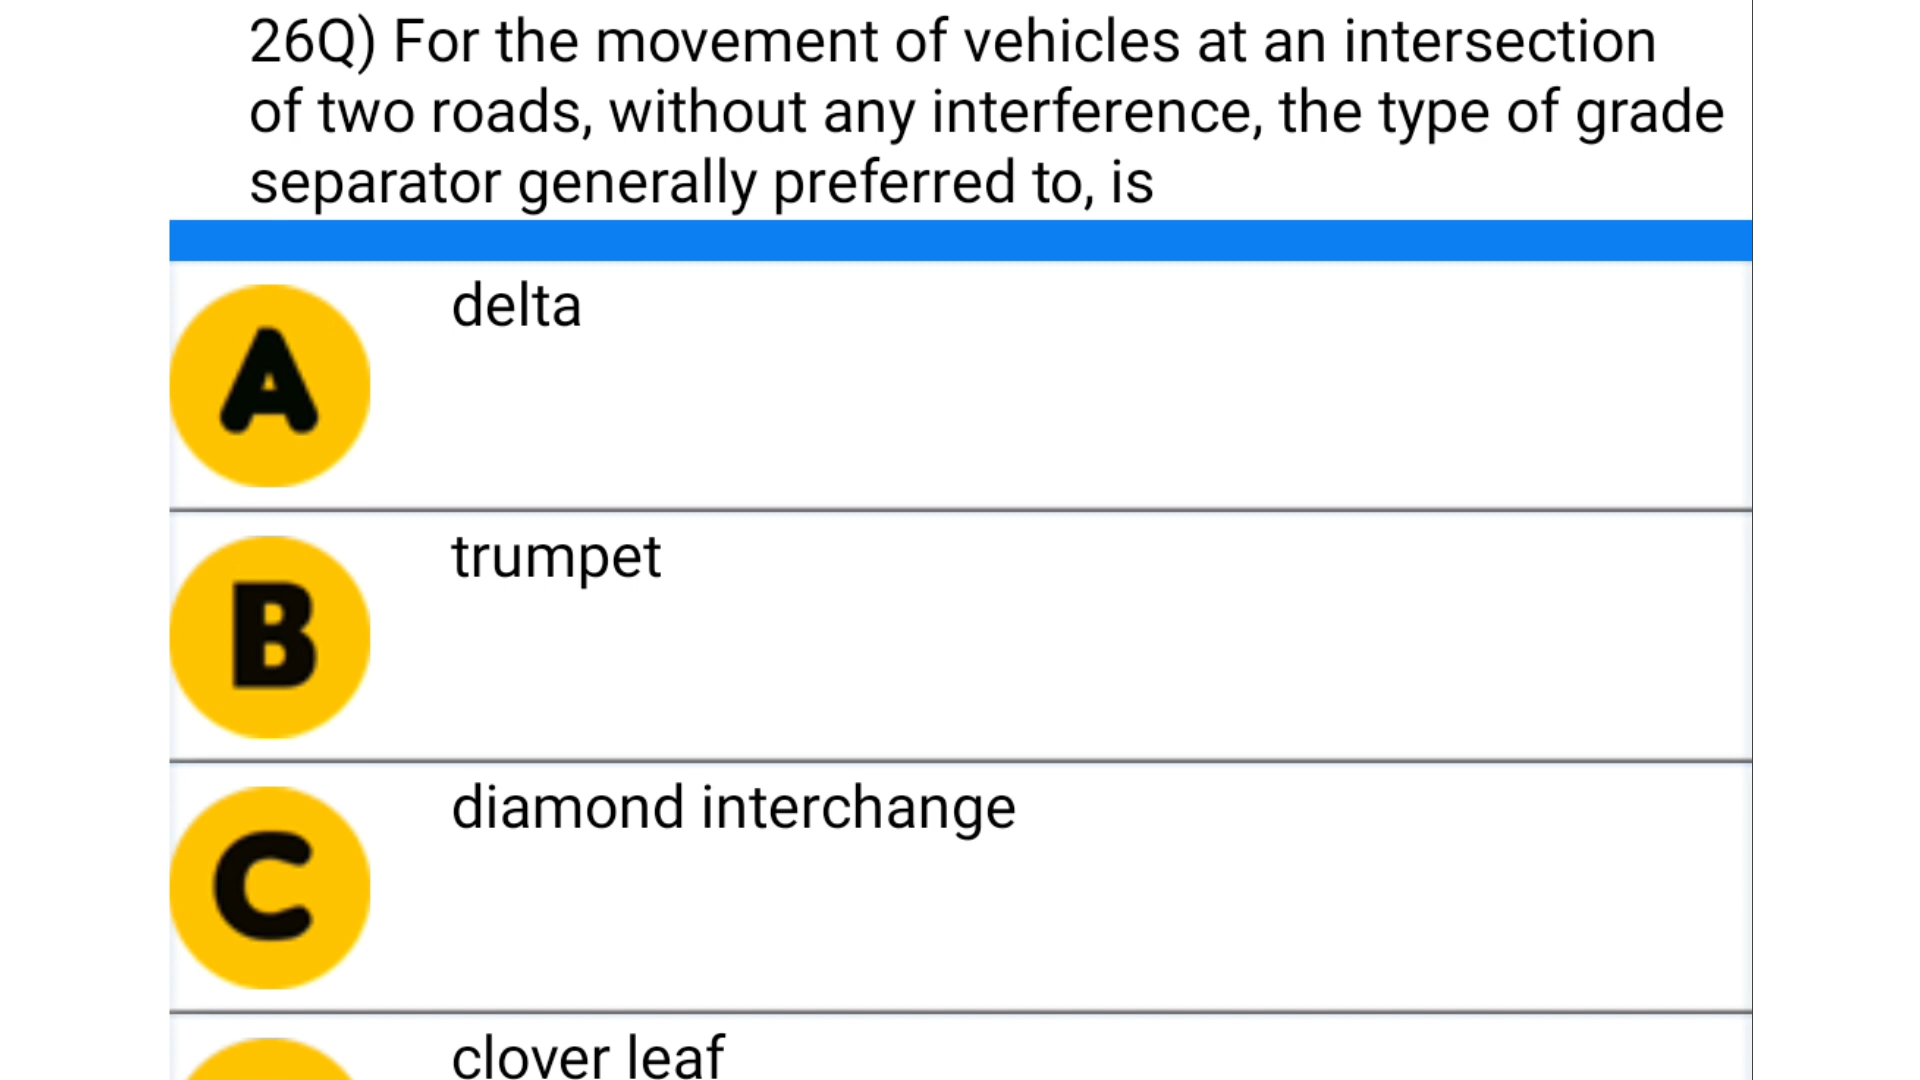 26Q) For the movement of vehicles at an intersection
of two roads, without any interference, the type of grade
separator generally preferred to, is
A
delta
B
trumpet
C
diamond interchange
clover leaf